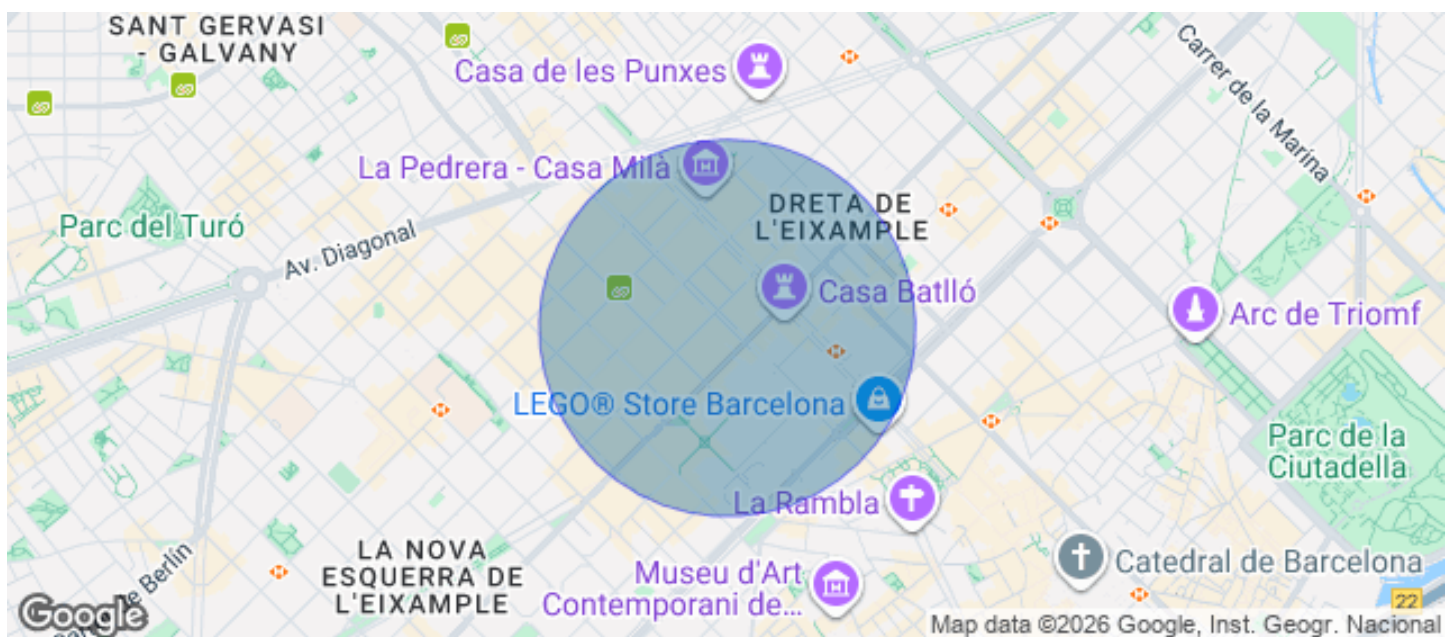 SANT GERVASI
- GALVANY
Casa de les Punxes
Carrer de la Marina
La Pedrera - Casa Milà
DRETA DE
L'EIXAMPLE
Parc del Turó
Av. Diagonal
Casa Batlló
Arc de Triomf
LEGO® Store Barcelona
Parc de la
Ciutadella
La Rambla
LA NOVA
ESQUERRA DE
L'EIXAMPLE
Museu d'Art
Contemporani de...
Catedral de Barcelona
de Berlín
22
Google
Map data ©2026 Google, Inst. Geogr. Nacional